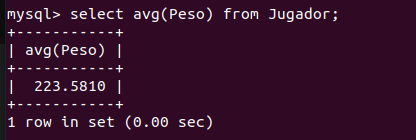 mysql> select avg(Peso) from Jugador;
+-----------+
| avg(Peso) |
+-----------+
|  223.5810 |
+-----------+
1 row in set (0.00 sec)